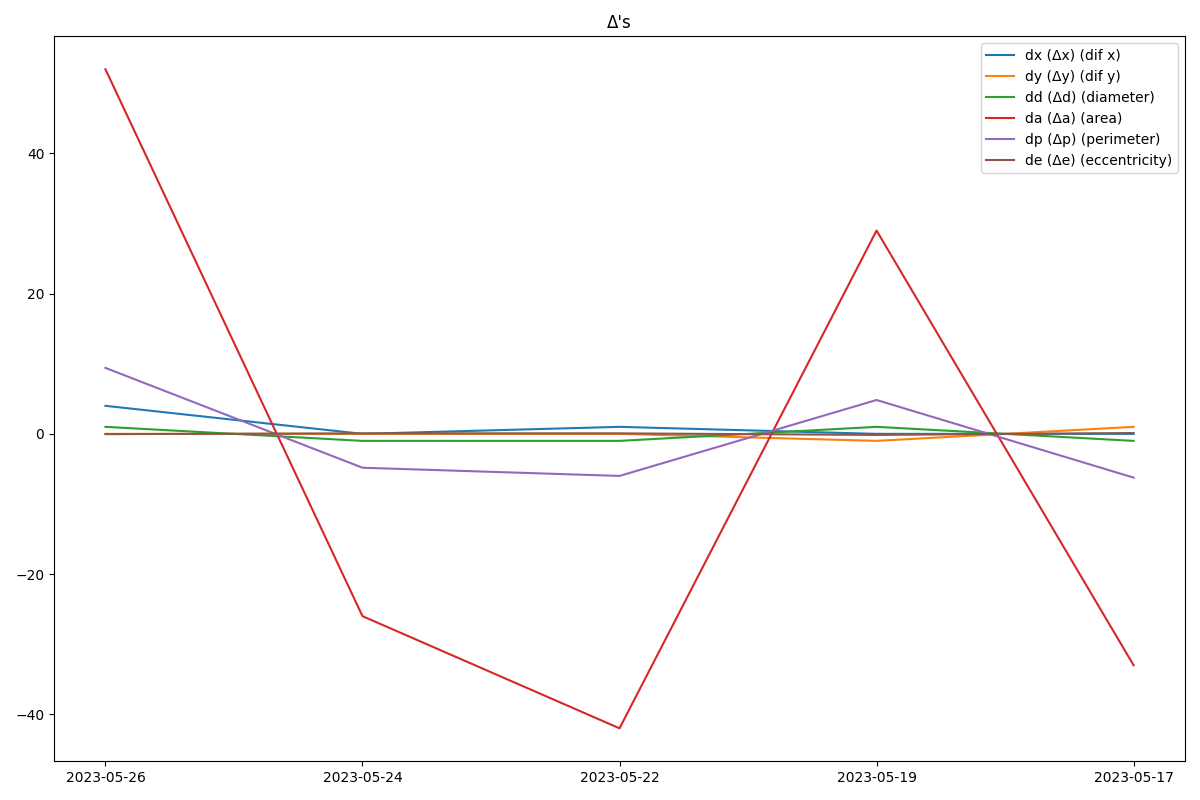 Δ's
dx (Δx) (dif x)
dy (Δy) (dif y)
dd (Δd) (diameter)
da (Δa) (area)
dp (Δp) (perimeter)
de (Δe) (eccentricity)
40
20
0
−20
−40
2023-05-26 2023-05-24 2023-05-22 2023-05-19 2023-05-17